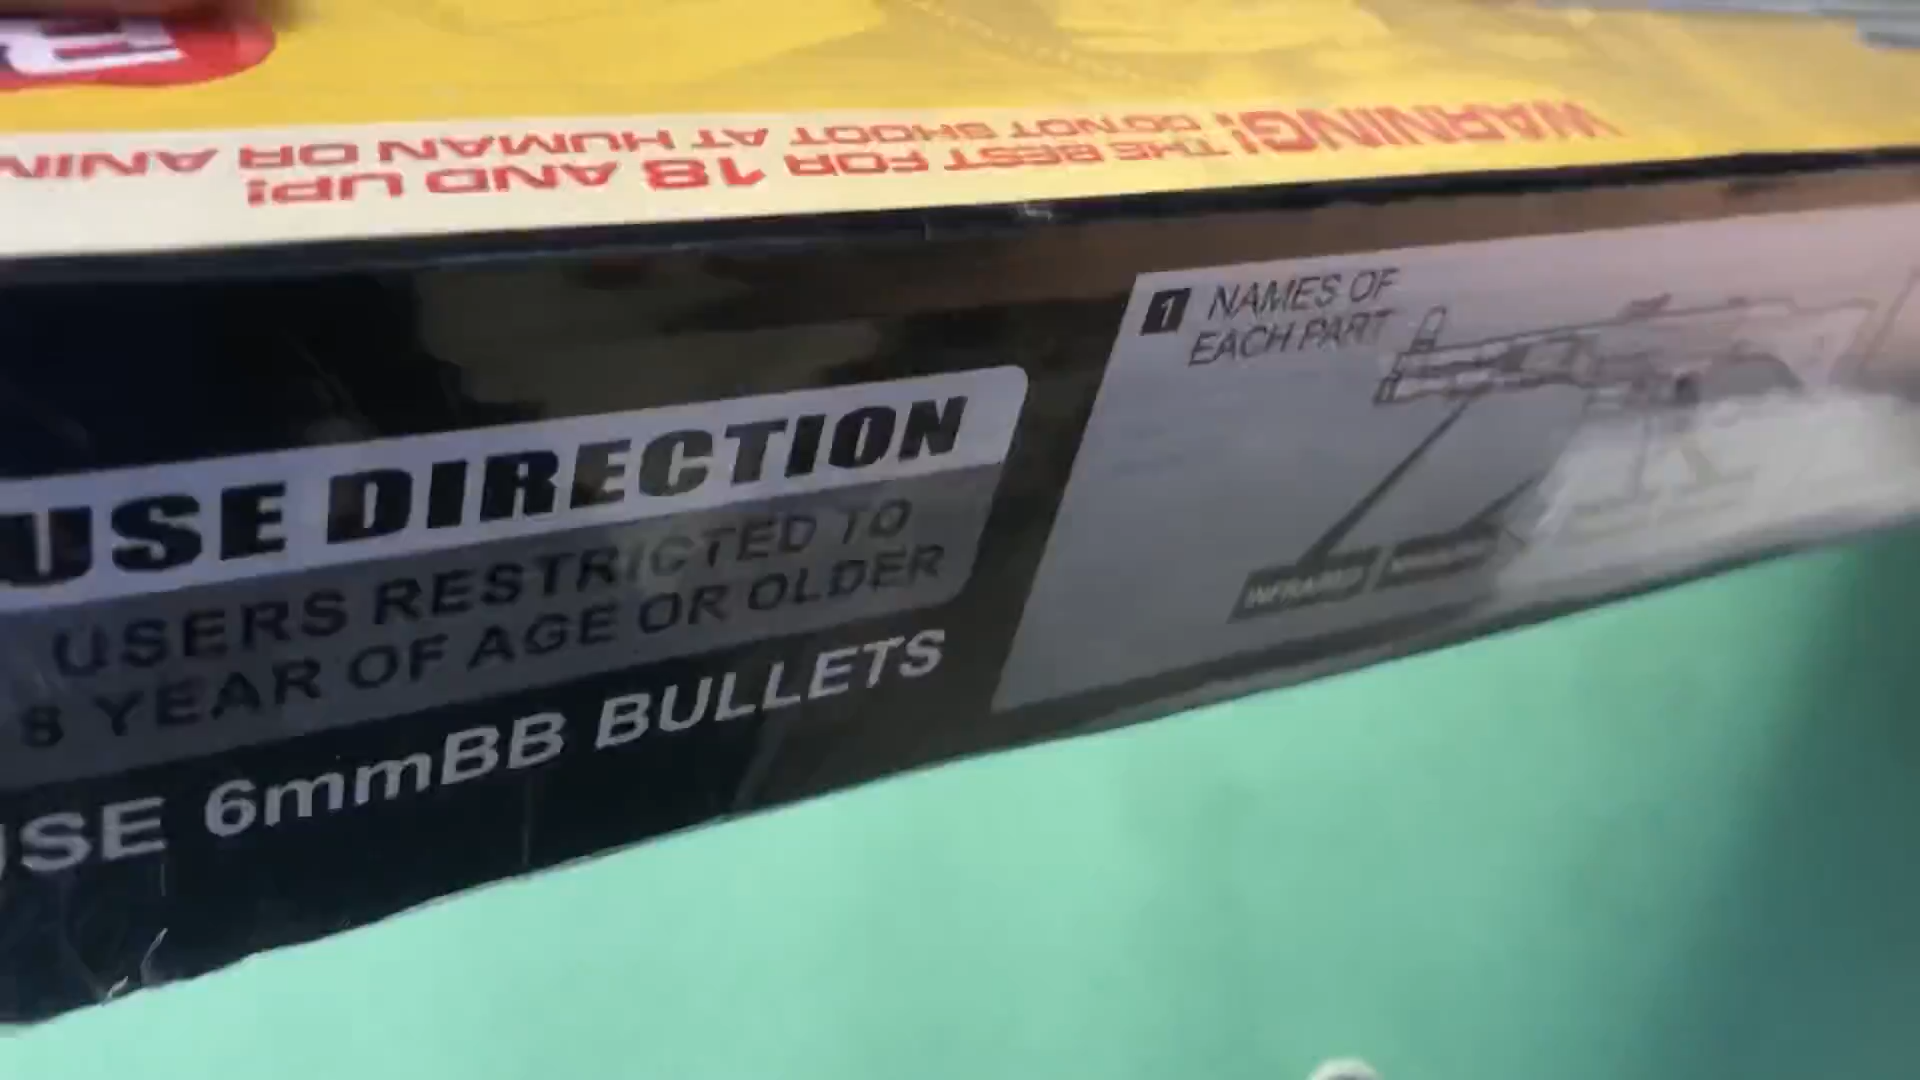 WARNING! THE BEST FOR 18 AND UP!
DO NOT SHOOT AT HUMAN OR ANIM
USE DIRECTION
USERS RESTRICTED TO
8 YEAR OF AGE OR OLDER
USE 6mmBB BULLETS
1 NAMES OF
EACH PART
INFRARED